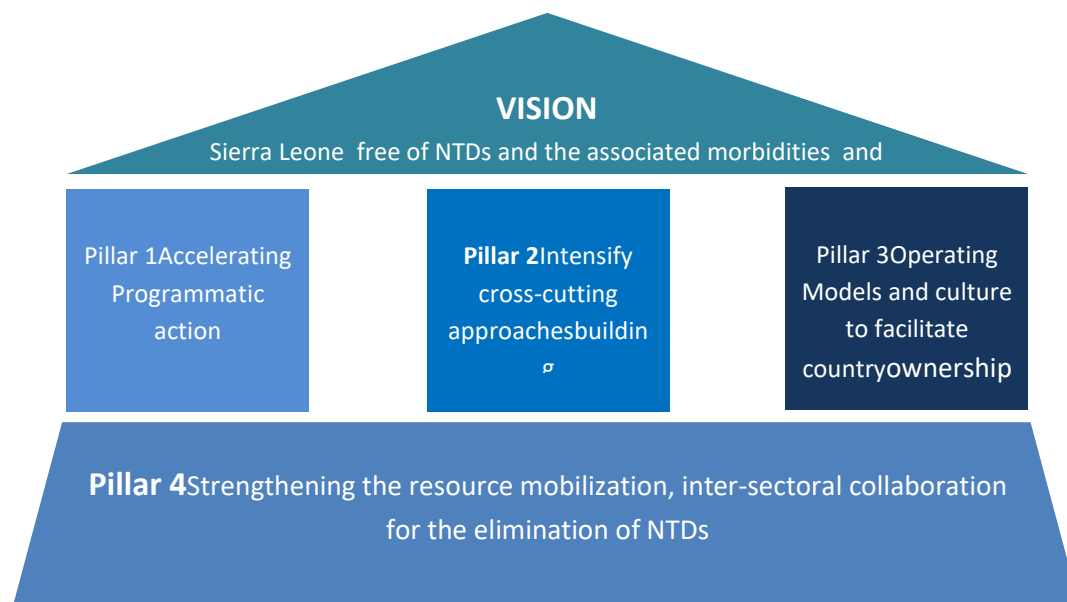 VISION
Sierra Leone free of NTDs and the associated morbidities and
Pillar 1Accelerating
Programmatic
action
Pillar 2Intensify
cross-cutting
approachesbuildin
g
Pillar 3Operating
Models and culture
to facilitate
countryownership
Pillar 4Strengthening the resource mobilization, inter-sectoral collaboration
for the elimination of NTDs